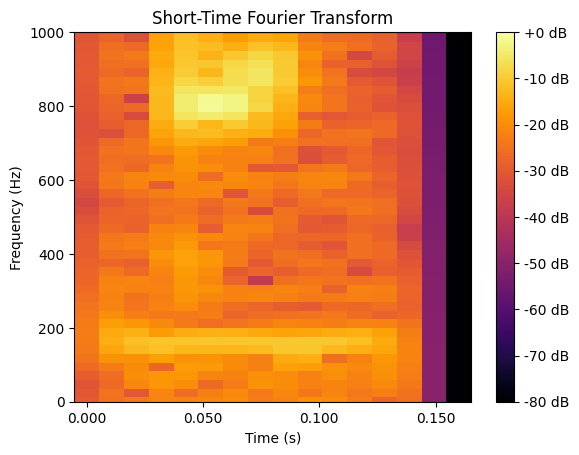 Short-Time Fourier Transform
1000
800
600
400
200
0
Frequency (Hz)
0.000
0.050
0.100
0.150
Time (s)
+0 dB
-10 dB
-20 dB
-30 dB
-40 dB
-50 dB
-60 dB
-70 dB
-80 dB